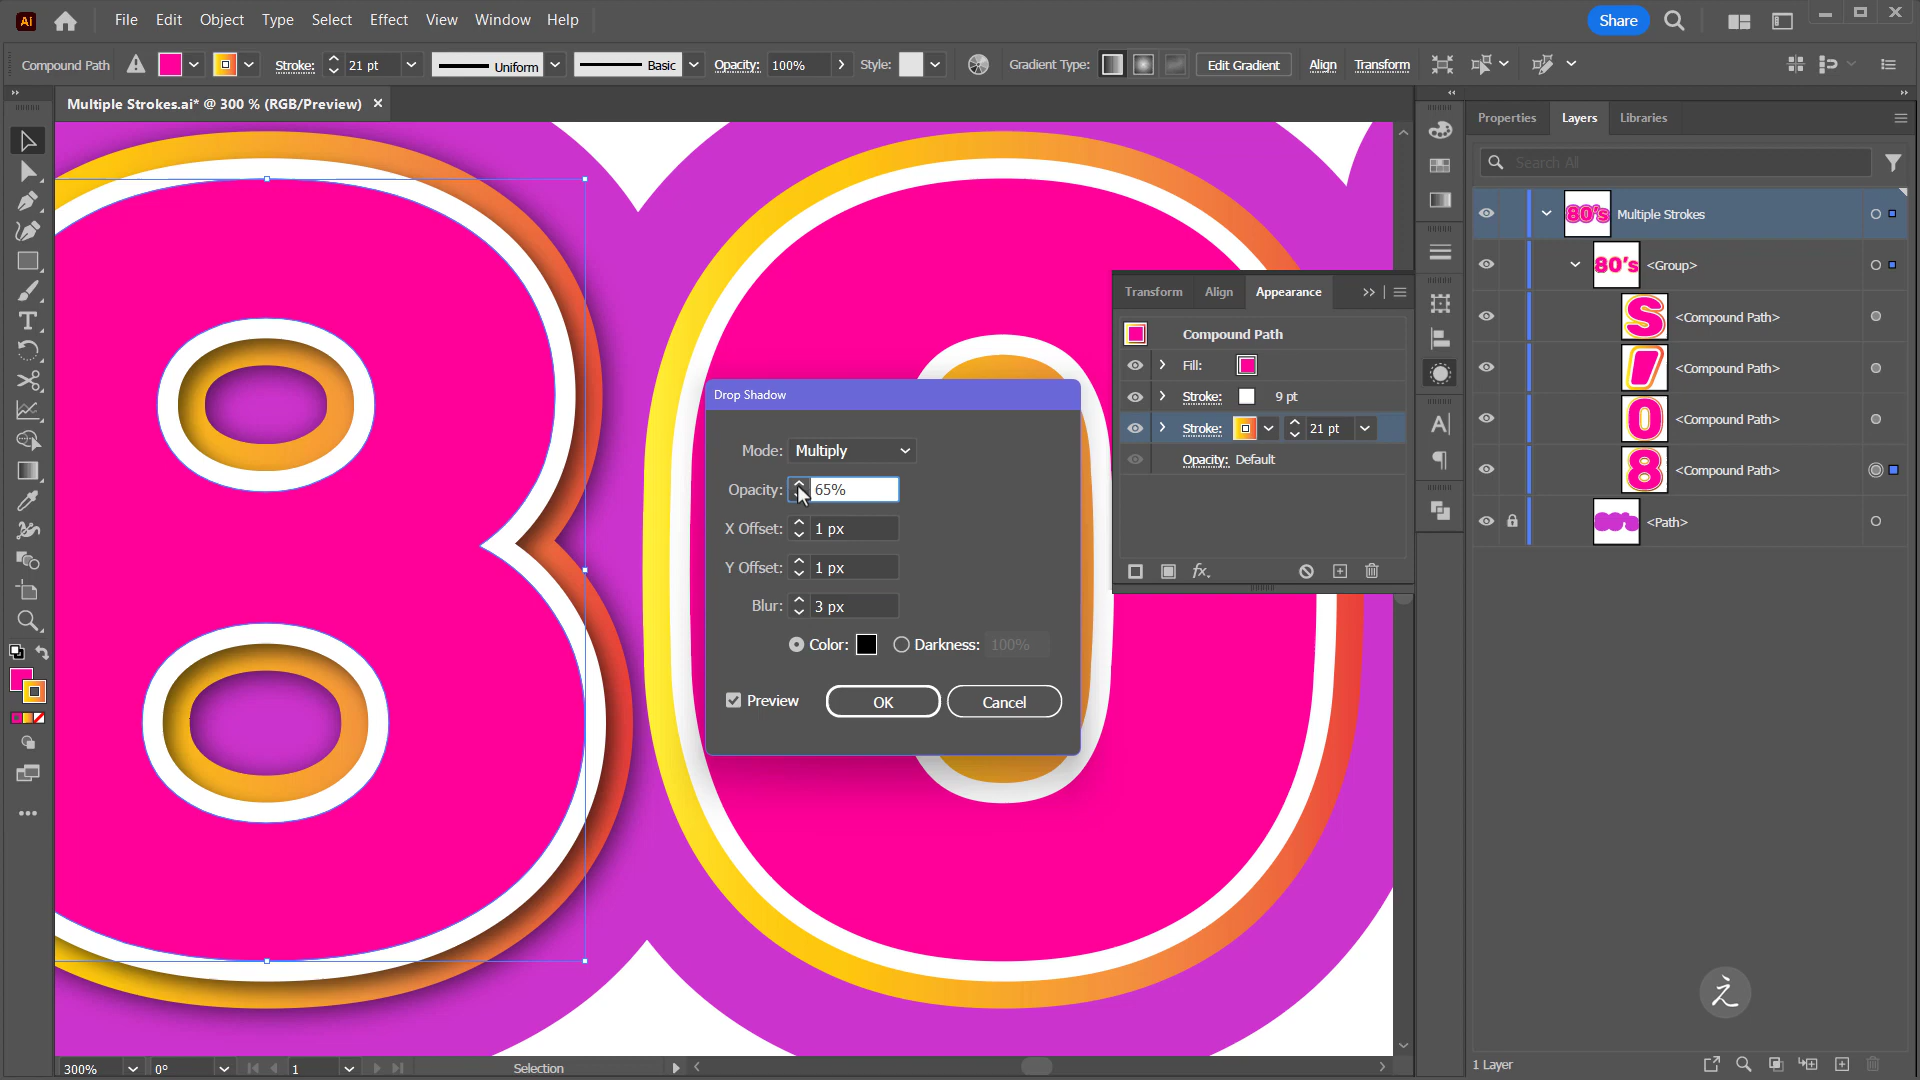 Ai File Edit Object Type Select Effect View Window Help Share
Compound Path Stroke: 21 pt Uniform Basic Opacity: 100% Style: Gradient Type: Edit Gradient Align Transform
Multiple Strokes.ai* @ 300 % (RGB/Preview) ×
Properties Layers Libraries
Search All
80's Multiple Strokes
80's <Group>
S <Compound Path>
' <Compound Path>
0 <Compound Path>
8 <Compound Path>
<Path>
Transform Align Appearance
Compound Path
Fill:
Stroke: 9 pt
Stroke: 21 pt
Opacity: Default
fx
Drop Shadow
Mode: Multiply
Opacity: 65%
X Offset: 1 px
Y Offset: 1 px
Blur: 3 px
Color: Darkness: 100%
Preview OK Cancel
80
之
300% 0° 1 Selection
1 Layer